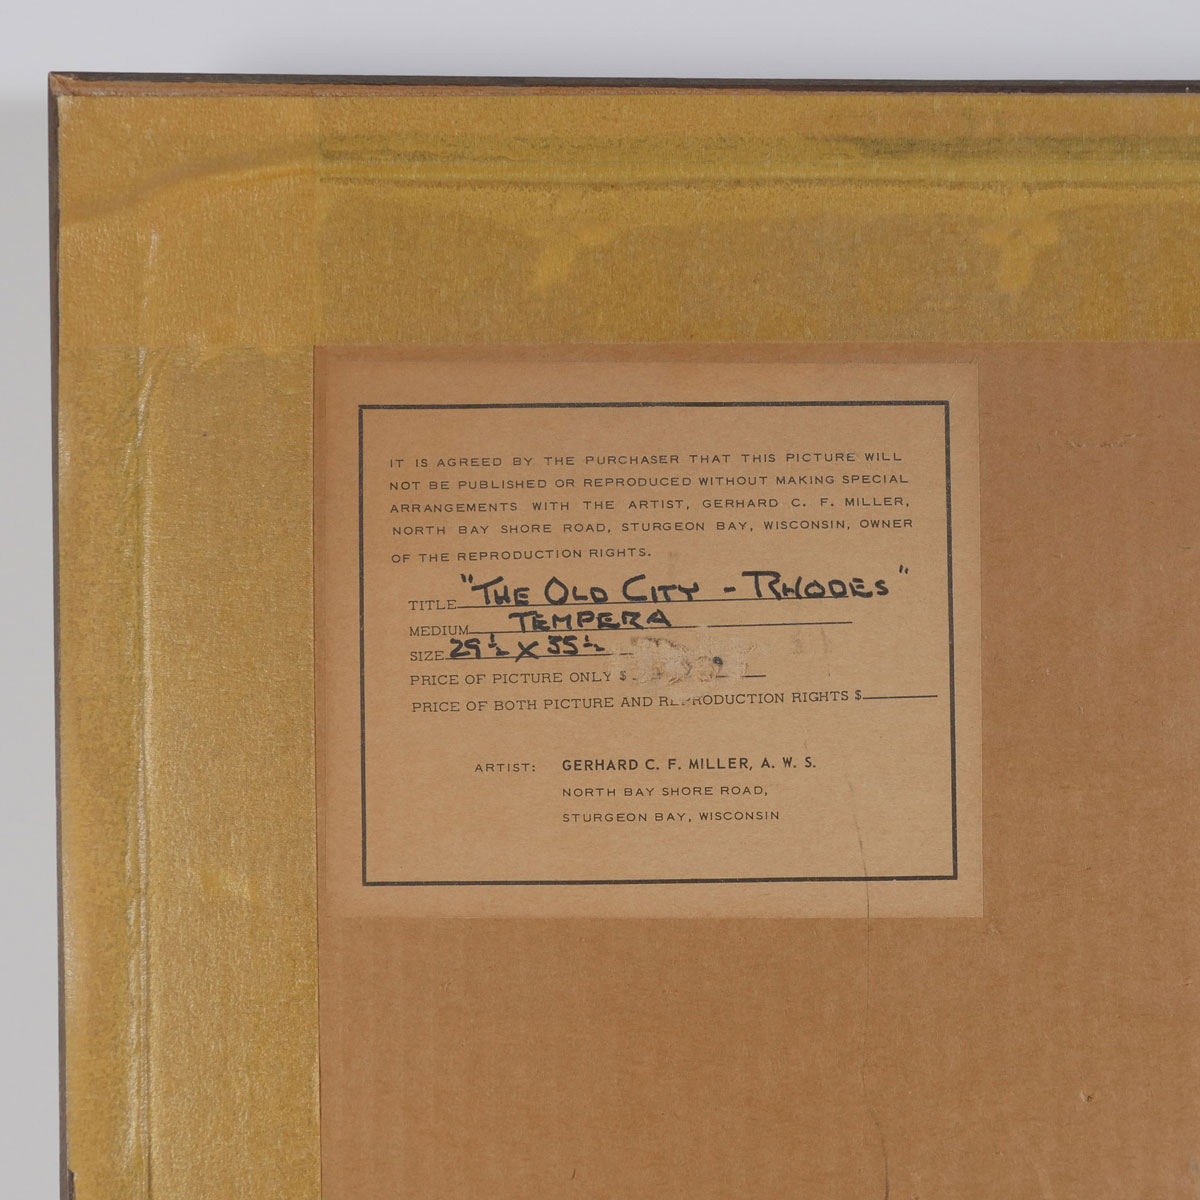 IT IS AGREED BY THE PURCHASER THAT THIS PICTURE WILL
NOT BE PUBLISHED OR REPRODUCED WITHOUT MAKING SPECIAL
ARRANGEMENTS WITH THE ARTIST, GERHARD C. F. MILLER,
NORTH BAY SHORE ROAD, STURGEON BAY, WISCONSIN, OWNER
OF THE REPRODUCTION RIGHTS.
TITLE "THE OLD CITY - RHODES"
MEDIUM TEMPERA
SIZE 29½ X 35½
PRICE OF PICTURE ONLY $
PRICE OF BOTH PICTURE AND REPRODUCTION RIGHTS $
ARTIST: GERHARD C. F. MILLER, A. W. S.
NORTH BAY SHORE ROAD,
STURGEON BAY, WISCONSIN